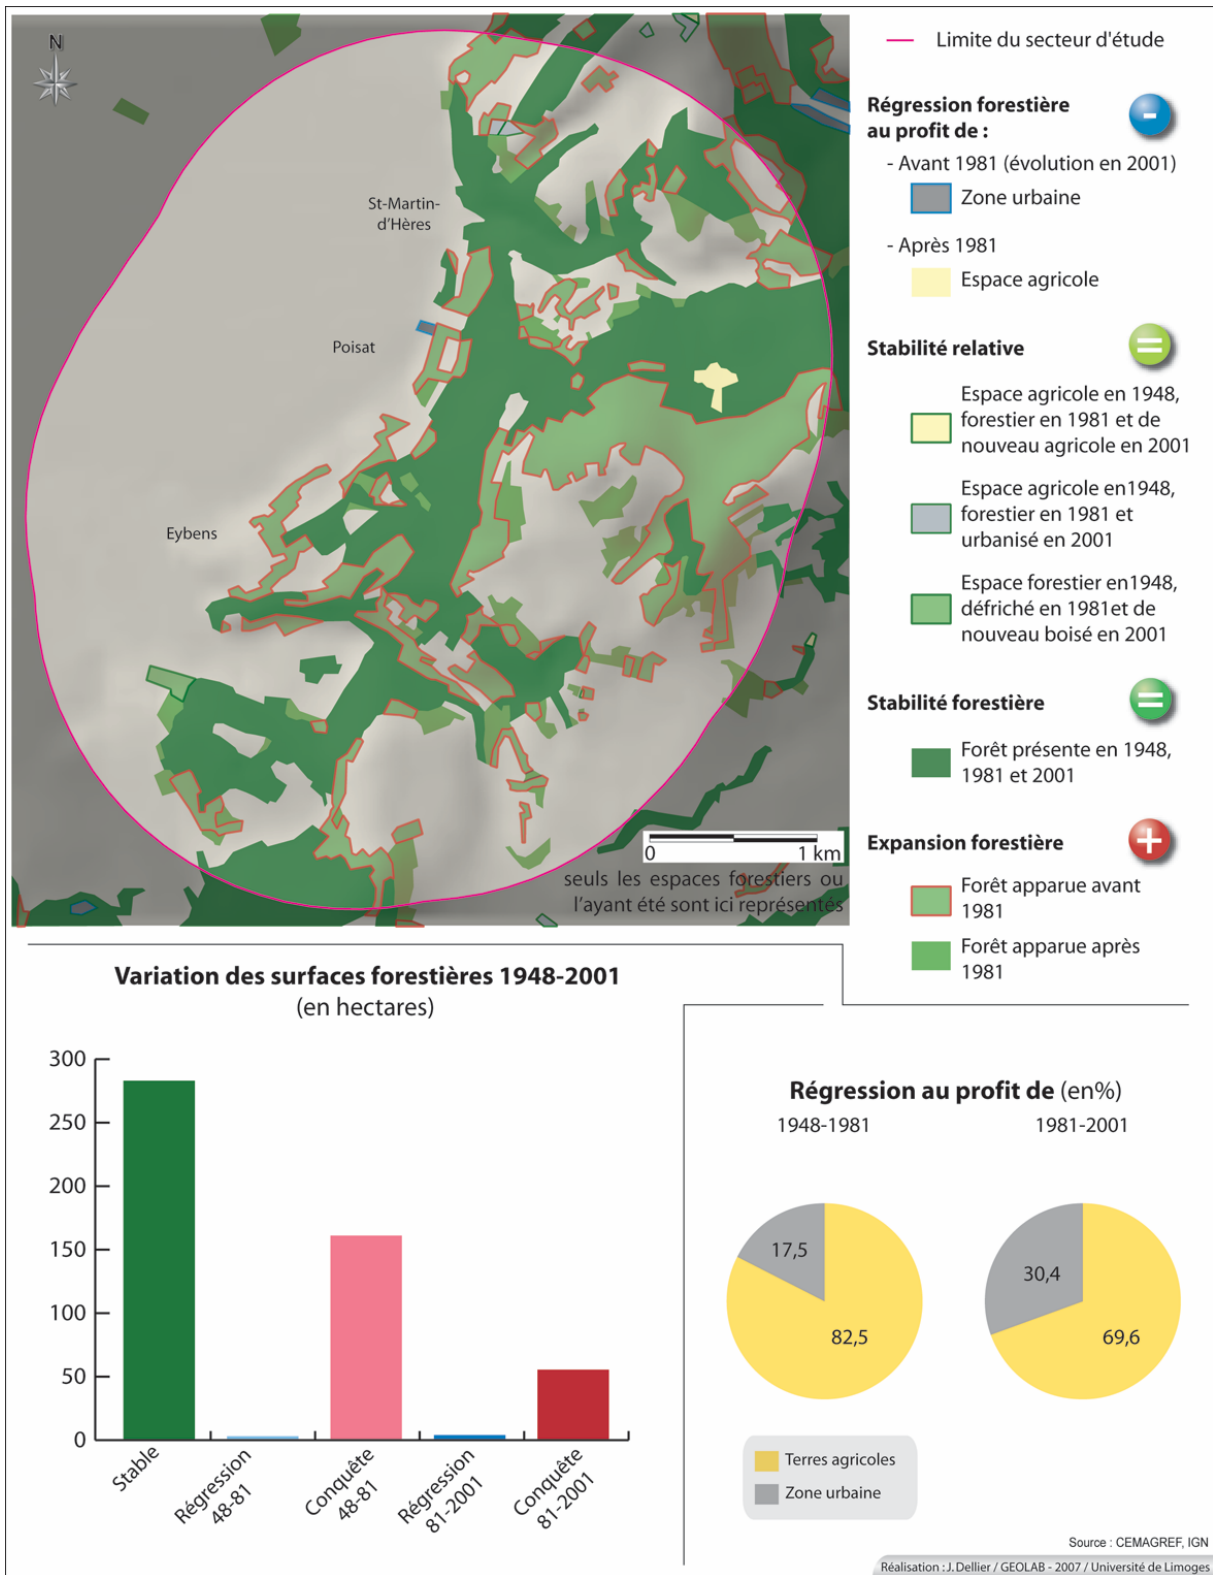 N
St-Martin-
d'Hères
Poisat
Eybens
0 1 km
seuls les espaces forestiers ou
l'ayant été sont ici représentés
Limite du secteur d'étude
Régression forestière
au profit de :
-
- Avant 1981 (évolution en 2001)
Zone urbaine
- Après 1981
Espace agricole
Stabilité relative
=
Espace agricole en 1948,
forestier en 1981 et de
nouveau agricole en 2001
Espace agricole en1948,
forestier en 1981 et
urbanisé en 2001
Espace forestier en1948,
défriché en 1981et de
nouveau boisé en 2001
Stabilité forestière
=
Forêt présente en 1948,
1981 et 2001
Expansion forestière
+
Forêt apparue avant
1981
Forêt apparue après
1981
Variation des surfaces forestières 1948-2001
(en hectares)
300
250
200
150
100
50
0
Stable
Régression
48-81
Conquête
48-81
Régression
81-2001
Conquête
81-2001
Régression au profit de (en%)
1948-1981 1981-2001
17,5
82,5
30,4
69,6
Terres agricoles
Zone urbaine
Source : CEMAGREF, IGN
Réalisation : J. Dellier / GEOLAB - 2007 / Université de Limoges